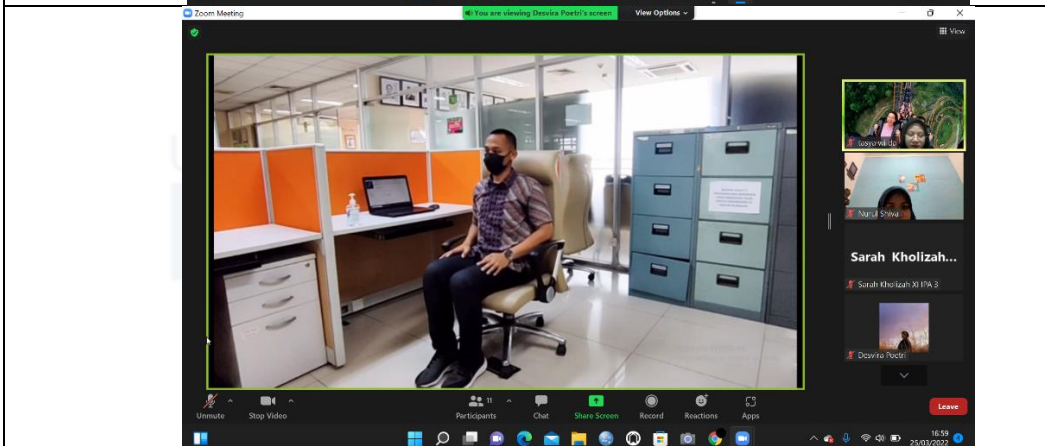 Zoom Meeting
You are viewing Desvira Poetri's screen
View Options
View
tasya valda
Nurul Shiva
Sarah Kholizah...
Sarah Kholizah XI IPA 3
Desvira Poetri
Unmute
Stop Video
11
Participants
Chat
Share Screen
Record
Reactions
Apps
Leave
16:59
25/03/2022